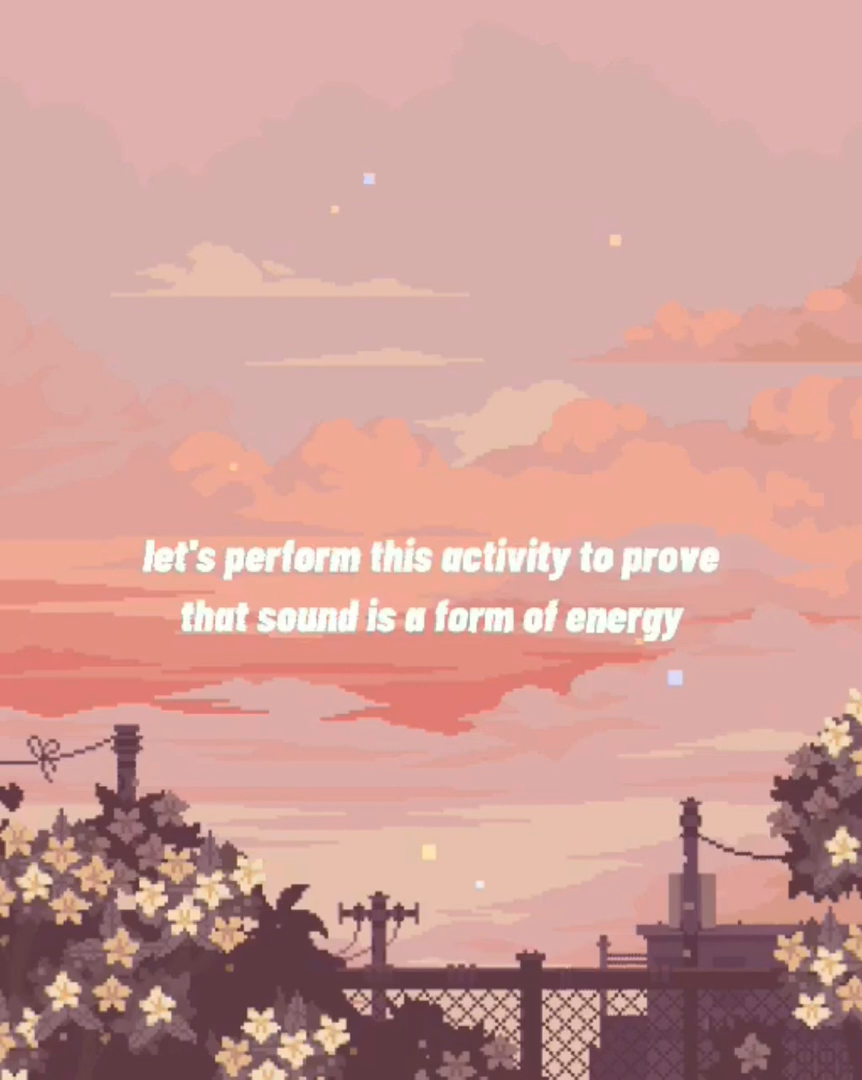 let's perform this activity to prove
that sound is a form of energy